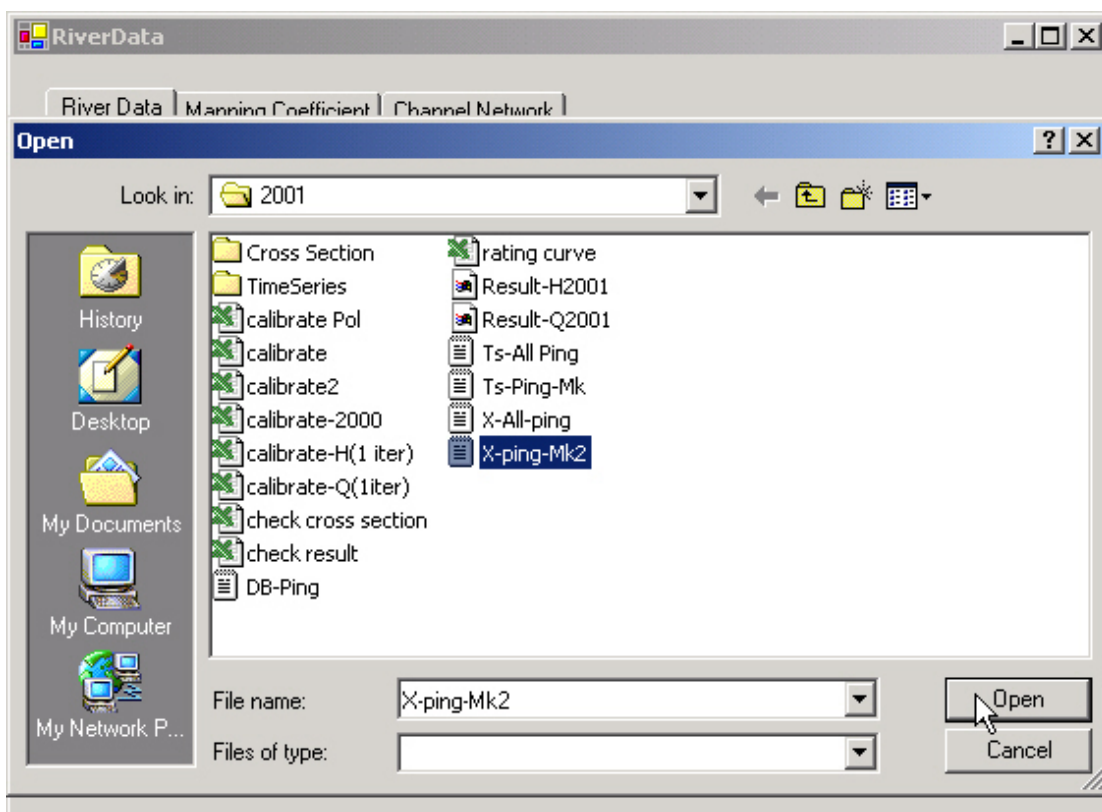 RiverData
River Data Manning Coefficient Channel Network
Open
Look in: 2001
History
Desktop
My Documents
My Computer
My Network P...
Cross Section
TimeSeries
calibrate Pol
calibrate
calibrate2
calibrate-2000
calibrate-H(1 iter)
calibrate-Q(1iter)
check cross section
check result
DB-Ping
rating curve
Result-H2001
Result-Q2001
Ts-All Ping
Ts-Ping-Mk
X-All-ping
X-ping-Mk2
File name: X-ping-Mk2 Open
Files of type: Cancel